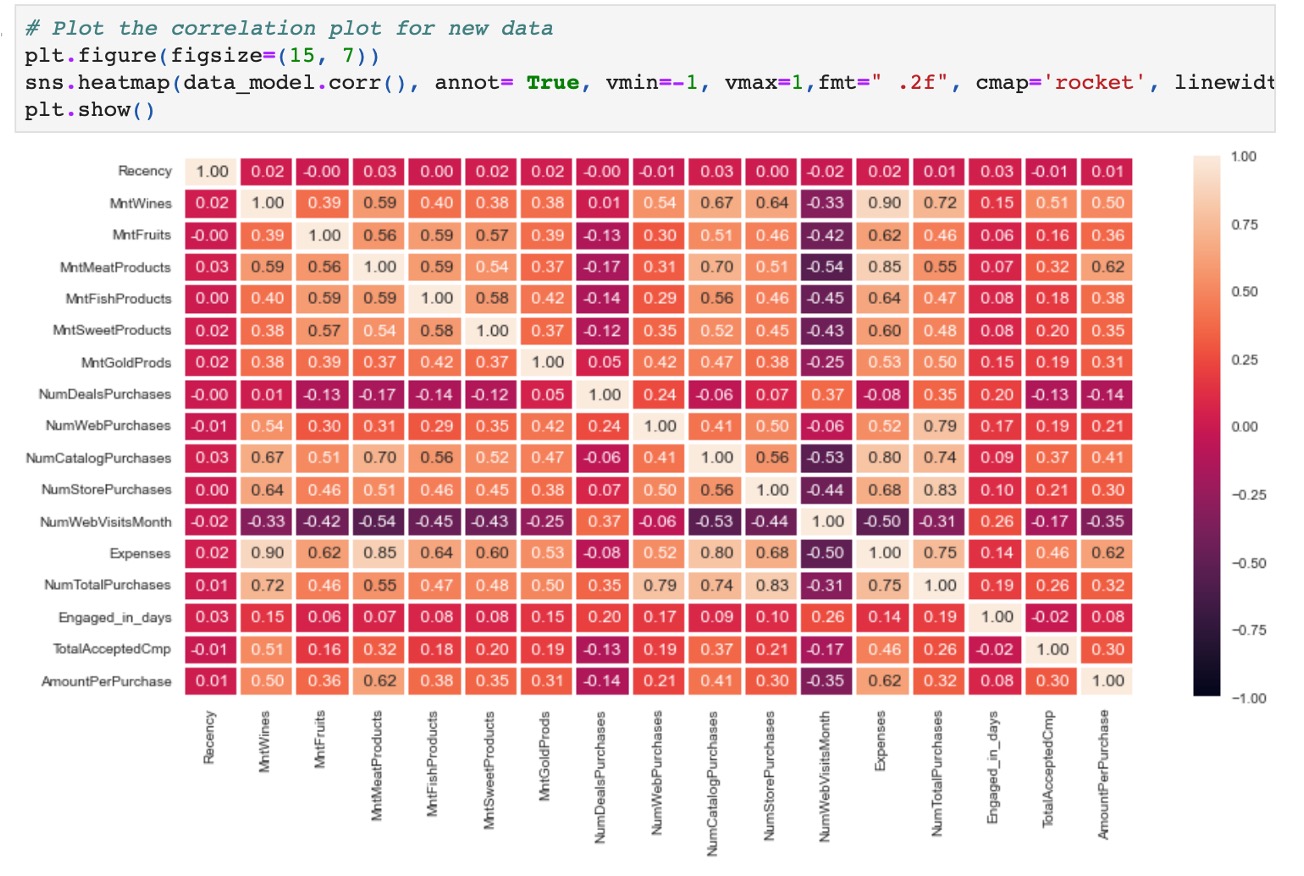 # Plot the correlation plot for new data
plt.figure(figsize=(15, 7))
sns.heatmap(data_model.corr(), annot= True, vmin=-1, vmax=1,fmt=" .2f", cmap='rocket', linewidt
plt.show()
Recency 1.00 0.02 -0.00 0.03 0.00 0.02 0.02 -0.00 -0.01 0.03 0.00 -0.02 0.02 0.01 0.03 -0.01 0.01
MntWines 0.02 1.00 0.39 0.59 0.40 0.38 0.38 0.01 0.54 0.67 0.64 -0.33 0.90 0.72 0.15 0.51 0.50
MntFruits -0.00 0.39 1.00 0.56 0.59 0.57 0.39 -0.13 0.30 0.51 0.46 -0.42 0.62 0.46 0.06 0.16 0.36
MntMeatProducts 0.03 0.59 0.56 1.00 0.59 0.54 0.37 -0.17 0.31 0.70 0.51 -0.54 0.85 0.55 0.07 0.32 0.62
MntFishProducts 0.00 0.40 0.59 0.59 1.00 0.58 0.42 -0.14 0.29 0.56 0.46 -0.45 0.64 0.47 0.08 0.18 0.38
MntSweetProducts 0.02 0.38 0.57 0.54 0.58 1.00 0.37 -0.12 0.35 0.52 0.45 -0.43 0.60 0.48 0.08 0.20 0.35
MntGoldProds 0.02 0.38 0.39 0.37 0.42 0.37 1.00 0.05 0.42 0.47 0.38 -0.25 0.53 0.50 0.15 0.19 0.31
NumDealsPurchases -0.00 0.01 -0.13 -0.17 -0.14 -0.12 0.05 1.00 0.24 -0.06 0.07 0.37 -0.08 0.35 0.20 -0.13 -0.14
NumWebPurchases -0.01 0.54 0.30 0.31 0.29 0.35 0.42 0.24 1.00 0.41 0.50 -0.06 0.52 0.79 0.17 0.19 0.21
NumCatalogPurchases 0.03 0.67 0.51 0.70 0.56 0.52 0.47 -0.06 0.41 1.00 0.56 -0.53 0.80 0.74 0.09 0.37 0.41
NumStorePurchases 0.00 0.64 0.46 0.51 0.46 0.45 0.38 0.07 0.50 0.56 1.00 -0.44 0.68 0.83 0.10 0.21 0.30
NumWebVisitsMonth -0.02 -0.33 -0.42 -0.54 -0.45 -0.43 -0.25 0.37 -0.06 -0.53 -0.44 1.00 -0.50 -0.31 0.26 -0.17 -0.35
Expenses 0.02 0.90 0.62 0.85 0.64 0.60 0.53 -0.08 0.52 0.80 0.68 -0.50 1.00 0.75 0.14 0.46 0.62
NumTotalPurchases 0.01 0.72 0.46 0.55 0.47 0.48 0.50 0.35 0.79 0.74 0.83 -0.31 0.75 1.00 0.19 0.26 0.32
Engaged_in_days 0.03 0.15 0.06 0.07 0.08 0.08 0.15 0.20 0.17 0.09 0.10 0.26 0.14 0.19 1.00 -0.02 0.08
TotalAcceptedCmp -0.01 0.51 0.16 0.32 0.18 0.20 0.19 -0.13 0.19 0.37 0.21 -0.17 0.46 0.26 -0.02 1.00 0.30
AmountPerPurchase 0.01 0.50 0.36 0.62 0.38 0.35 0.31 -0.14 0.21 0.41 0.30 -0.35 0.62 0.32 0.08 0.30 1.00
Recency
MntWines
MntFruits
MntMeatProducts
MntFishProducts
MntSweetProducts
MntGoldProds
NumDealsPurchases
NumWebPurchases
NumCatalogPurchases
NumStorePurchases
NumWebVisitsMonth
Expenses
NumTotalPurchases
Engaged_in_days
TotalAcceptedCmp
AmountPerPurchase
1.00
0.75
0.50
0.25
0.00
−0.25
−0.50
−0.75
−1.00